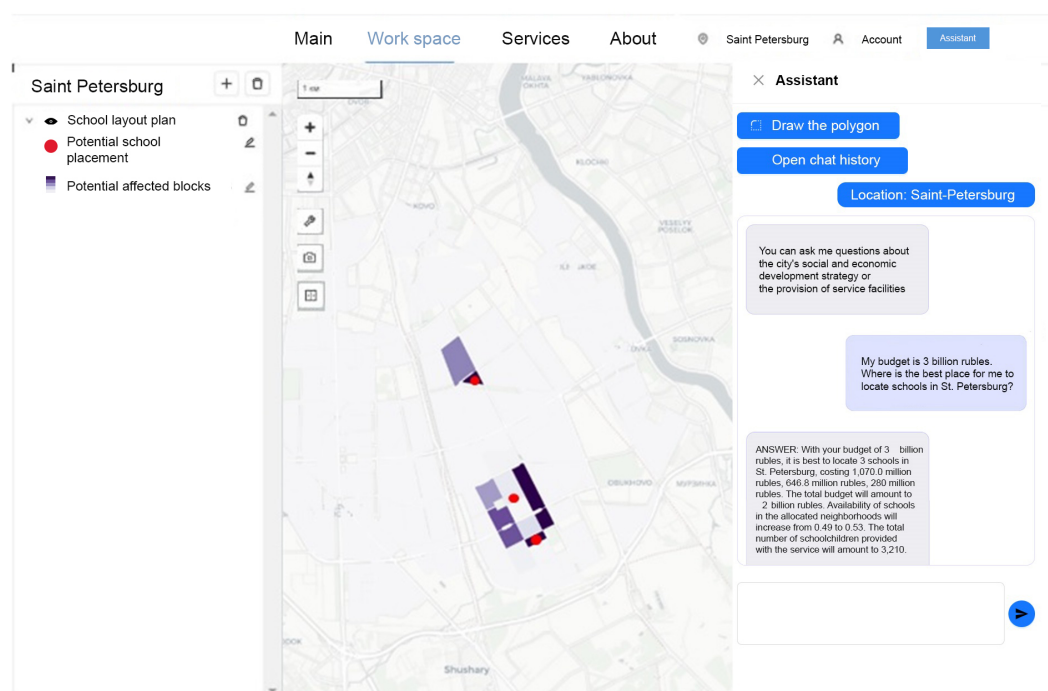 Main Work space Services About Saint Petersburg Account Assistant
Saint Petersburg
School layout plan
Potential school
placement
Potential affected blocks
KLOCHKI
VESELYY
POSELOK
SOSNOVKA
OBUKHOVO
Shushary
Assistant
Draw the polygon
Open chat history
Location: Saint-Petersburg
You can ask me questions about
the city's social and economic
development strategy or
the provision of service facilities
My budget is 3 billion rubles.
Where is the best place for me to
locate schools in St. Petersburg?
ANSWER: With your budget of 3 billion
rubles, it is best to locate 3 schools in
St. Petersburg, costing 1,070.0 million
rubles, 646.8 million rubles, 280 million
rubles. The total budget will amount to
2 billion rubles. Availability of schools
in the allocated neighborhoods will
increase from 0.49 to 0.53. The total
number of schoolchildren provided
with the service will amount to 3,210.